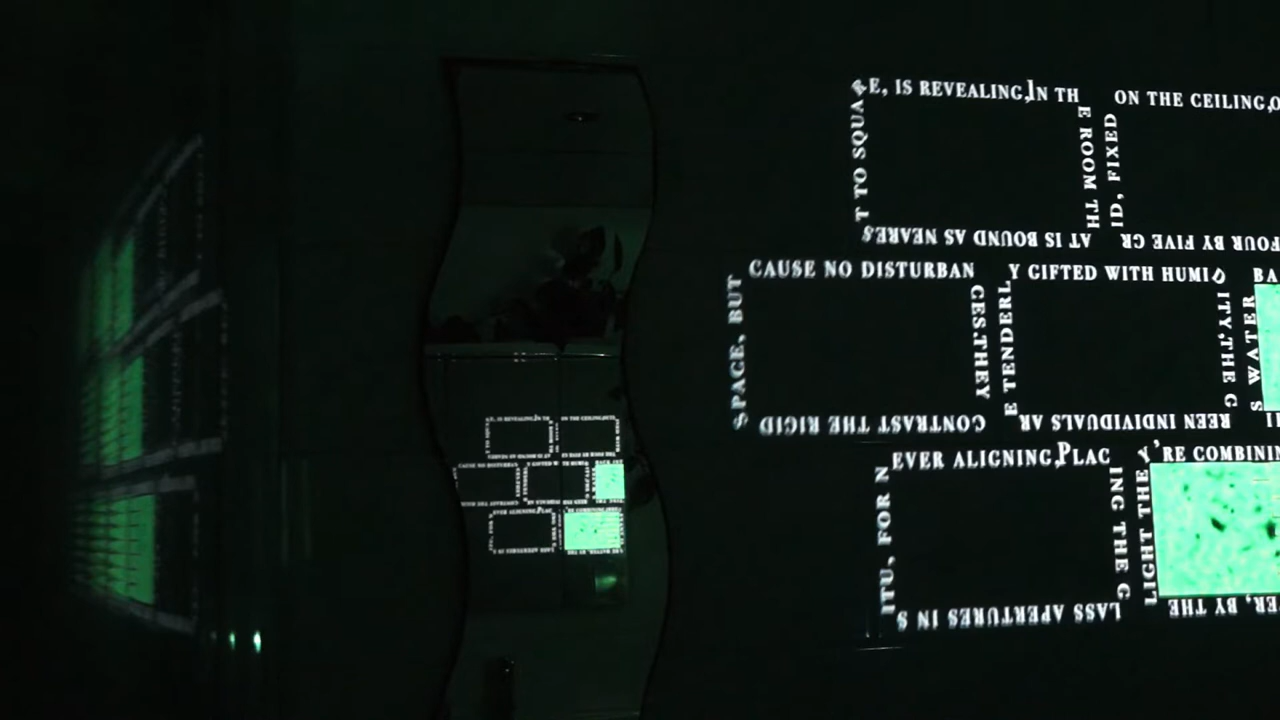 T TO SQUAR
E, IS REVEALING,IN TH
E ROOM TH
AT IS BOUND AS NEARES
ID, FIXED
ON THE CEILING,O
FOUR BY FIVE GR
SPACE, BUT
CAUSE NO DISTURBAN
CES.THEY
CONTRAST THE RIGID
E TENDERL
Y GIFTED WITH HUMID
ITY,THE G
REEN INDIVIDUALS AR
S WATER
BA
ITU, FOR N
EVER ALIGNING,PLAC
ING THE G
LASS APERTURES IN S
LIGHT THE
Y'RE COMBININ
ER, BY THE